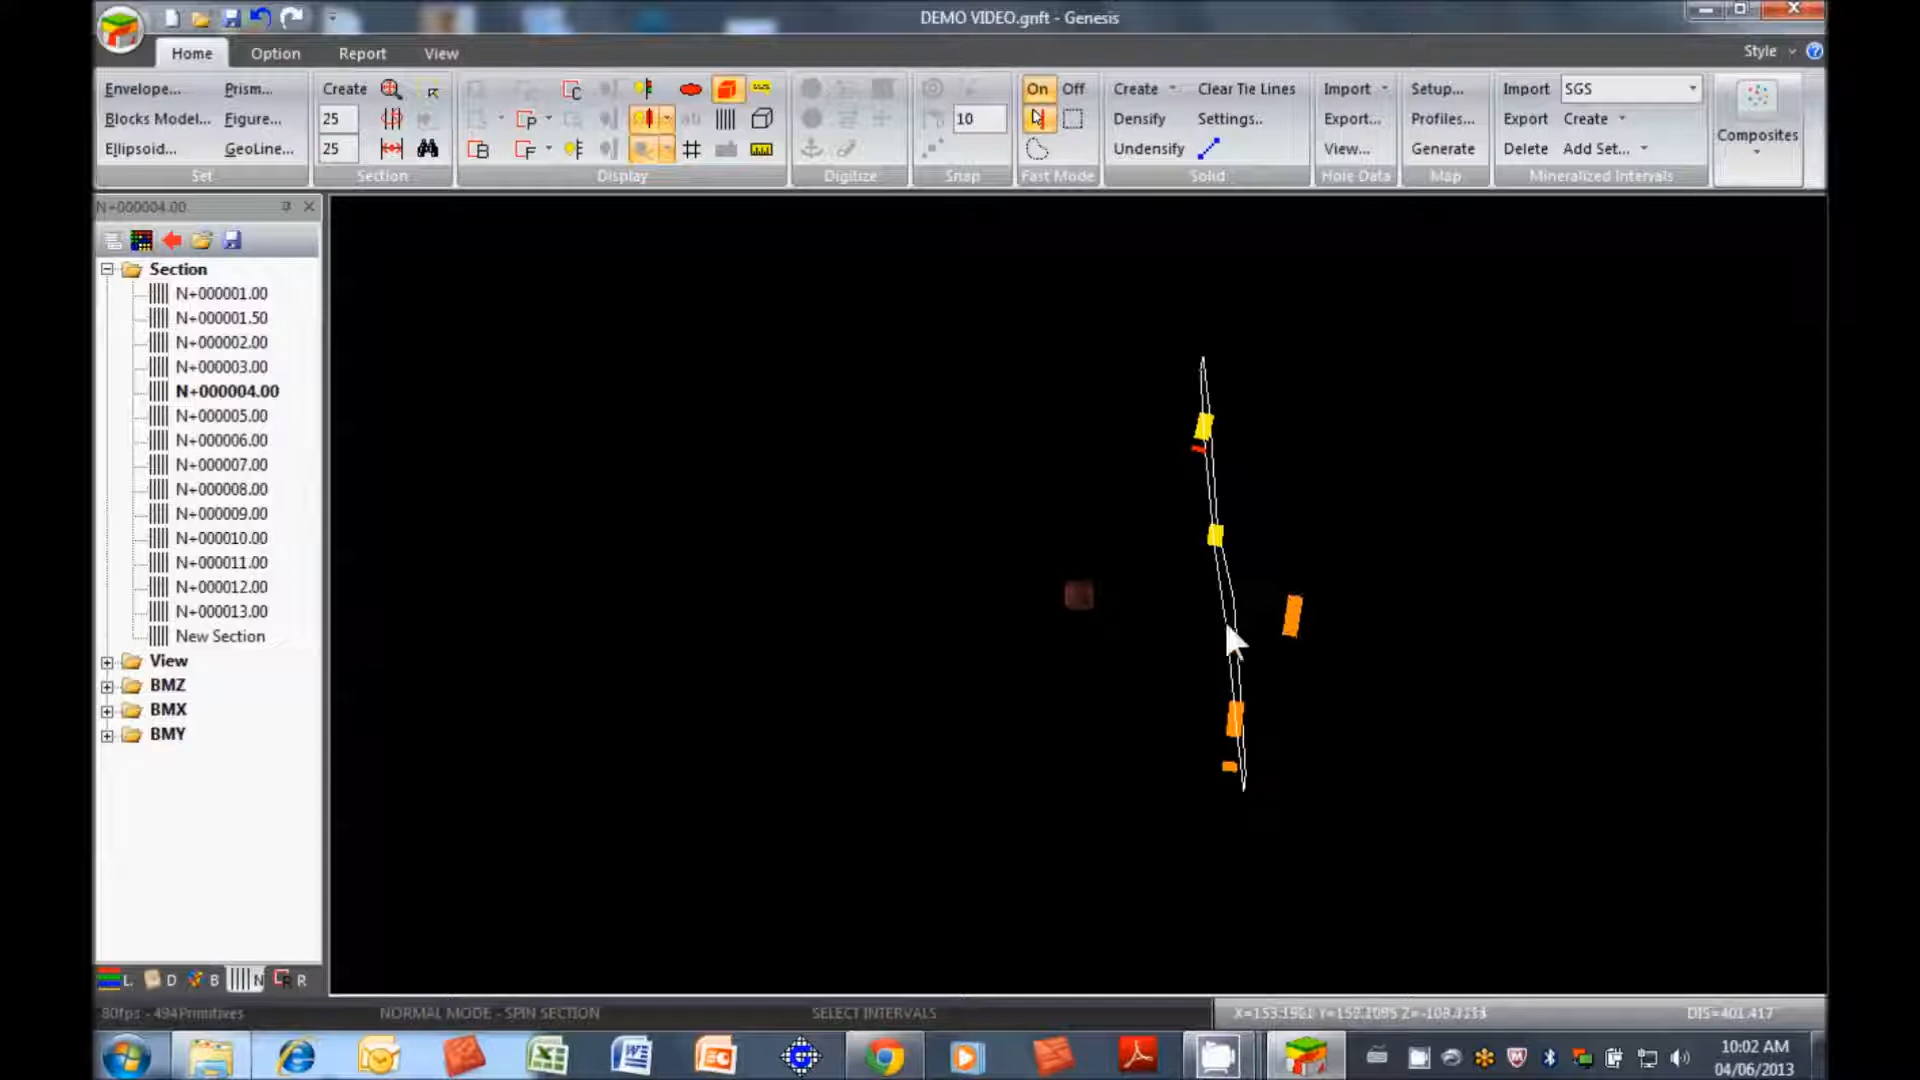 DEMO VIDEO.gnft - Genesis
Home Option Report View Style
Envelope... Prism... Create Create Clear Tie Lines Import Setup... Import SGS
On Off
Blocks Model... Figure... 25 10 Densify Settings.. Export... Profiles... Export Create Composites
Ellipsoid... GeoLine... 25 Undensify View... Generate Delete Add Set...
Set Section Display Digitize Snap Fast Mode Solid Hole Data Map Mineralized Intervals
N+000004.00
Section
N+000001.00
N+000001.50
N+000002.00
N+000003.00
N+000004.00
N+000005.00
N+000006.00
N+000007.00
N+000008.00
N+000009.00
N+000010.00
N+000011.00
N+000012.00
N+000013.00
New Section
View
BMZ
BMX
BMY
L D B N R
80fps - 494Primitives NORMAL MODE - SPIN SECTION SELECT INTERVALS DIS=401.417
10:02 AM
04/06/2013